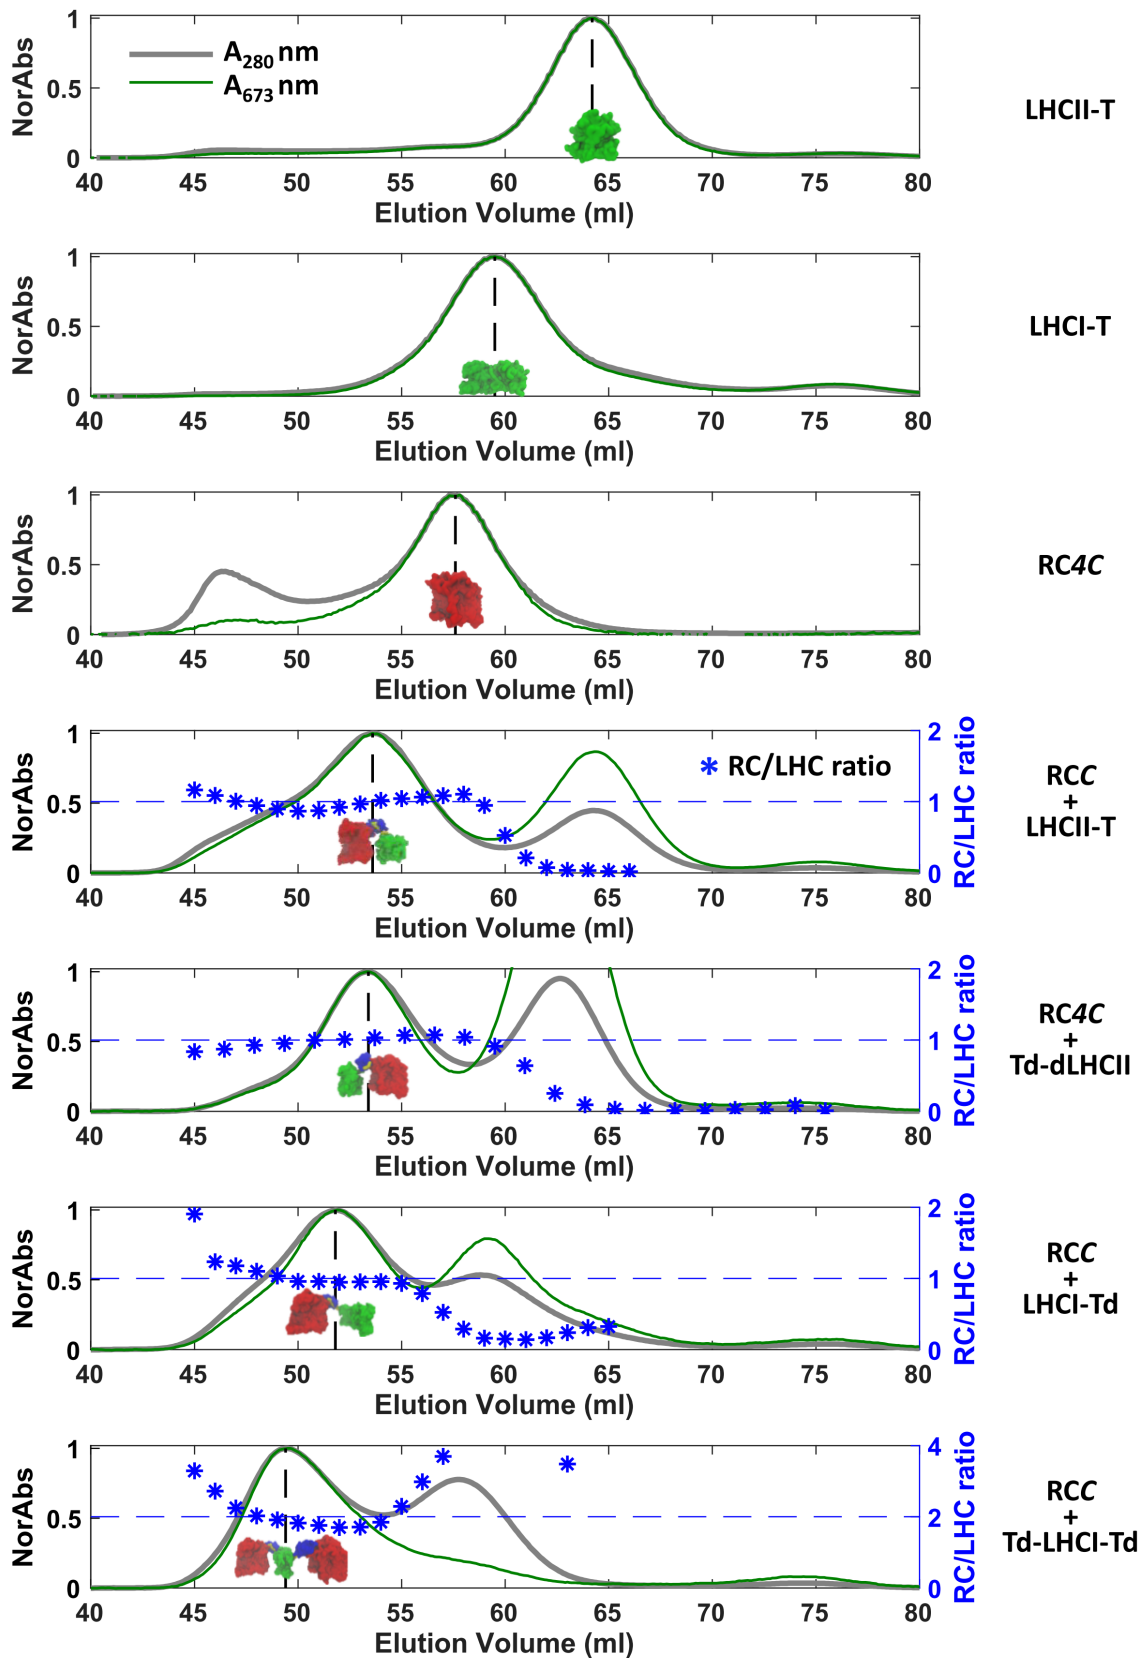 NorAbs
1
0.5
0
A280 nm
A673 nm
40 45 50 55 60 65 70 75 80
Elution Volume (ml)
LHCII-T
NorAbs
1
0.5
0
40 45 50 55 60 65 70 75 80
Elution Volume (ml)
LHCI-T
NorAbs
1
0.5
0
40 45 50 55 60 65 70 75 80
Elution Volume (ml)
RC4C
NorAbs
1
0.5
0
* RC/LHC ratio
2
1
0
RC/LHC ratio
40 45 50 55 60 65 70 75 80
Elution Volume (ml)
RCC
+
LHCII-T
NorAbs
1
0.5
0
2
1
0
RC/LHC ratio
40 45 50 55 60 65 70 75 80
Elution Volume (ml)
RC4C
+
Td-dLHCII
NorAbs
1
0.5
0
2
1
0
RC/LHC ratio
40 45 50 55 60 65 70 75 80
Elution Volume (ml)
RCC
+
LHCI-Td
NorAbs
1
0.5
0
4
2
0
RC/LHC ratio
40 45 50 55 60 65 70 75 80
Elution Volume (ml)
RCC
+
Td-LHCI-Td